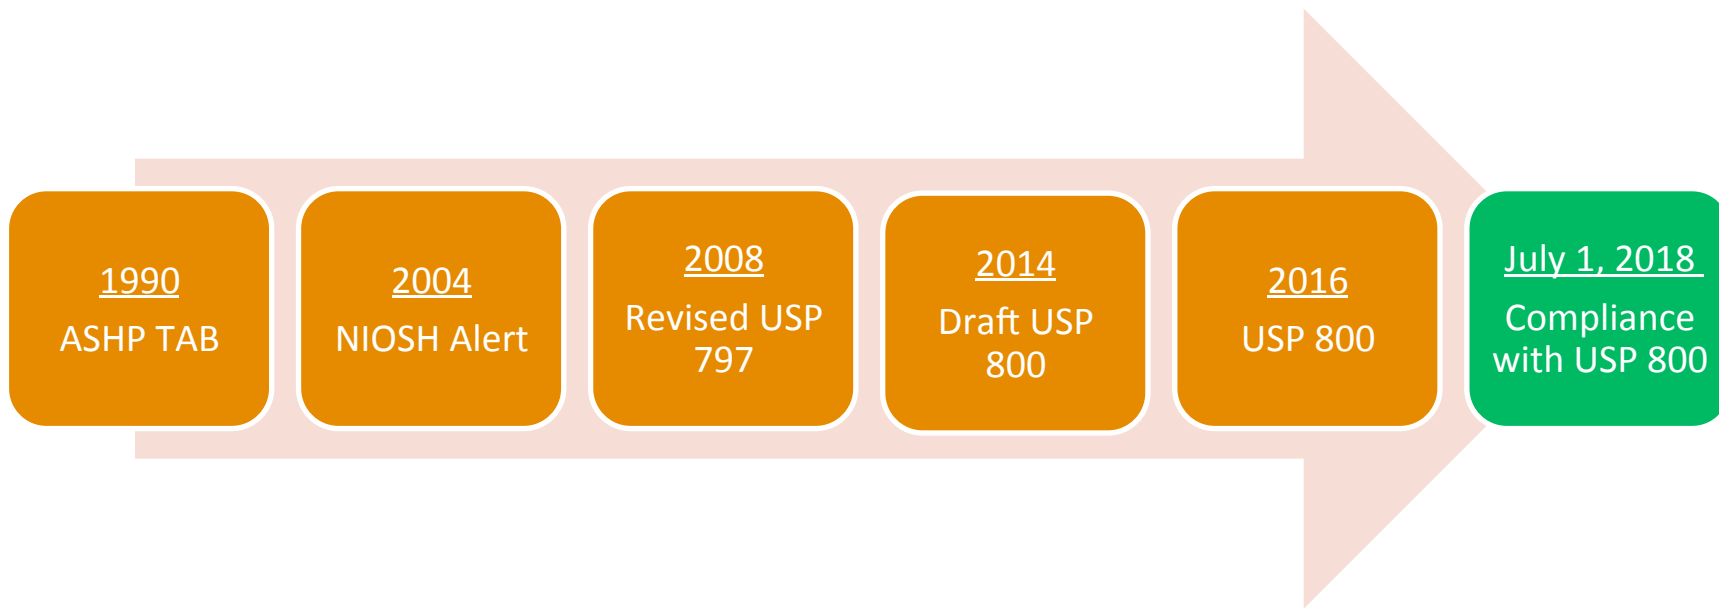 1990
ASHP TAB
2004
NIOSH Alert
2008
Revised USP
797
2014
Draft USP
800
2016
USP 800
July 1, 2018
Compliance
with USP 800